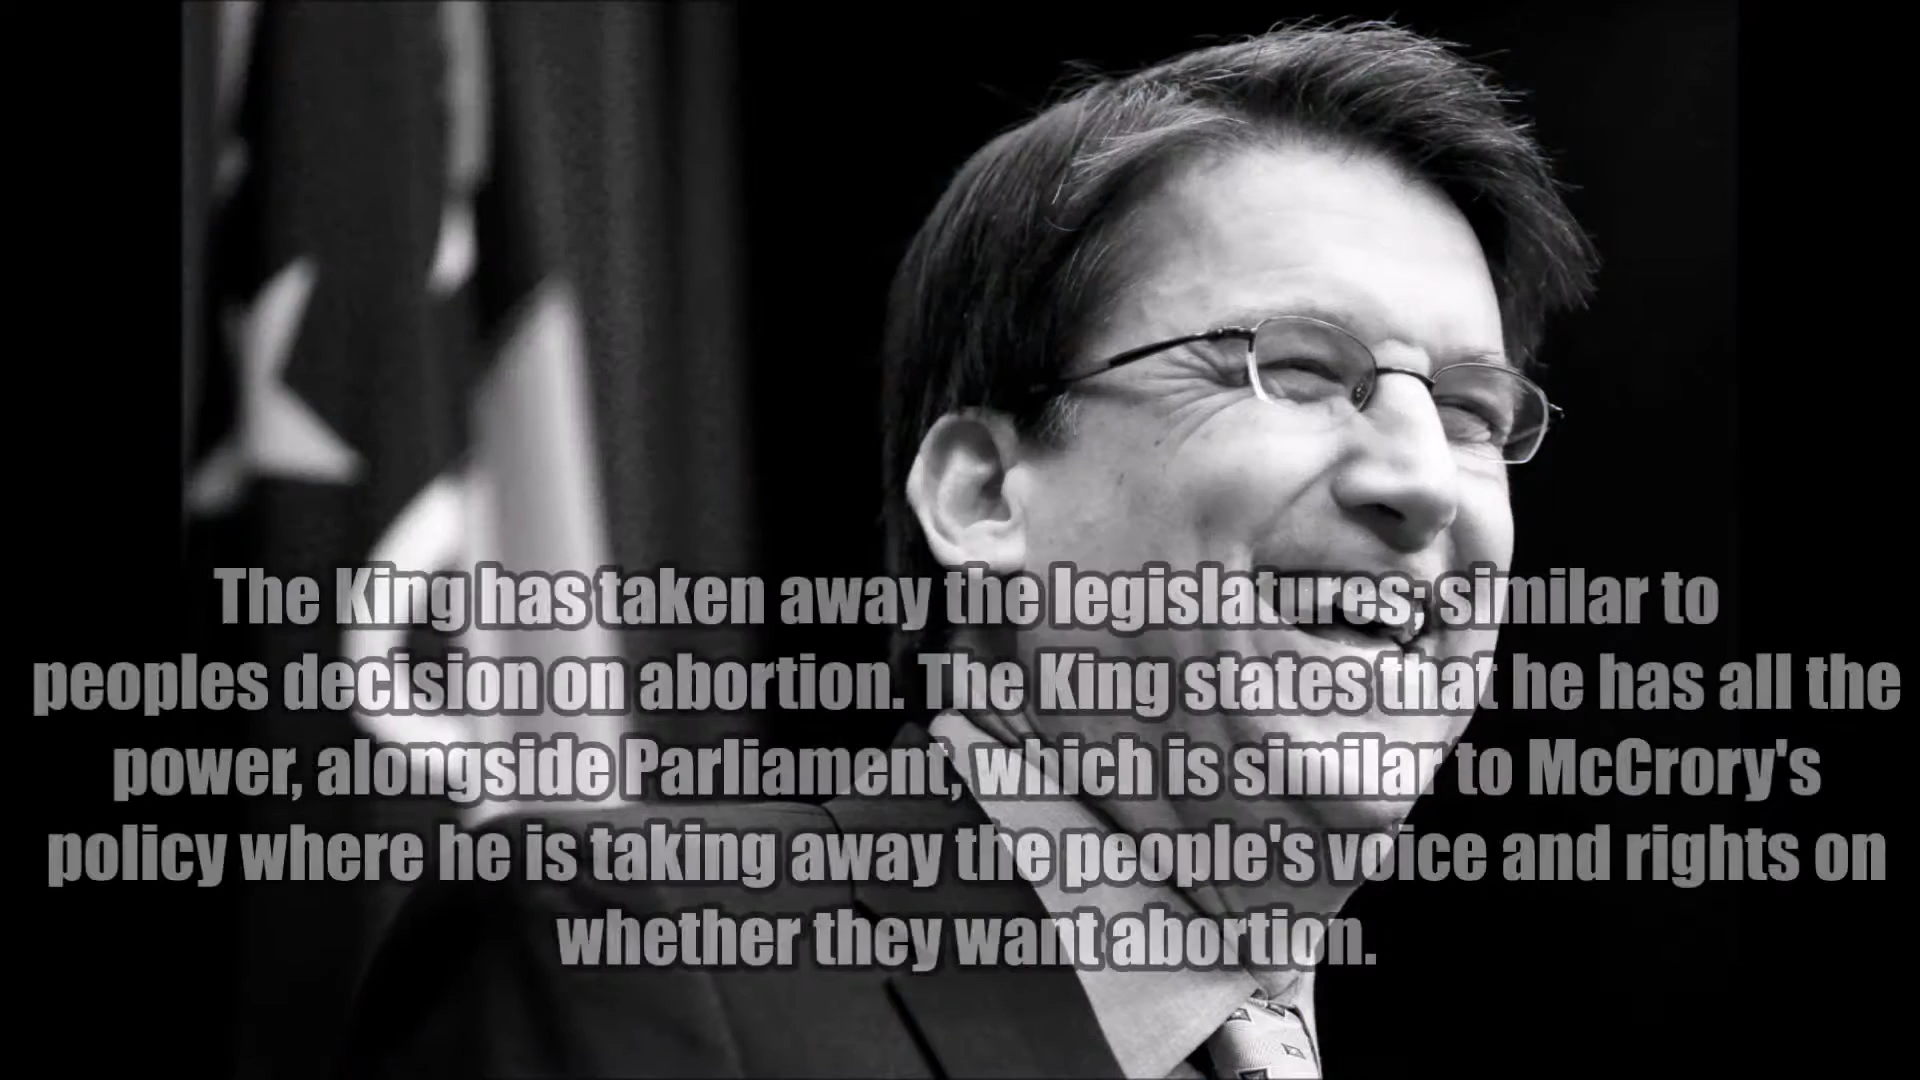 The King has taken away the legislatures; similar to
peoples decision on abortion. The King states that he has all the
power, alongside Parliament, which is similar to McCrory's
policy where he is taking away the people's voice and rights on
whether they want abortion.